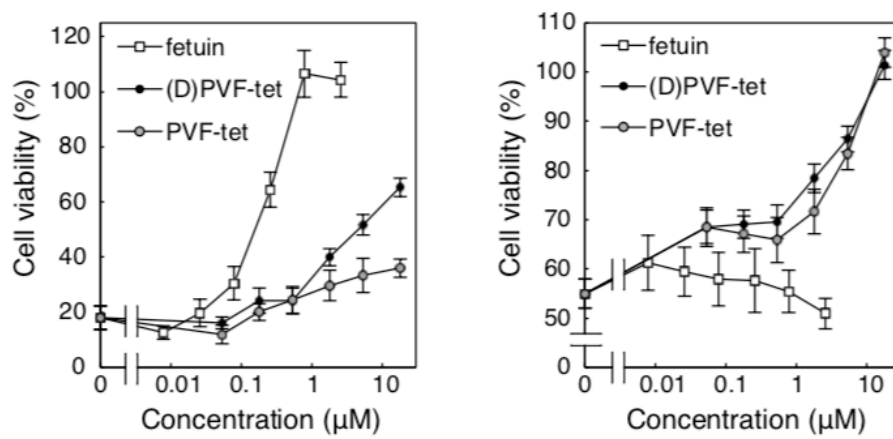 120
100
80
60
40
20
0
Cell viability (%)
fetuin
(D)PVF-tet
PVF-tet
0
0.01
0.1
1
10
Concentration (µM)
110
100
90
80
70
60
50
0
Cell viability (%)
fetuin
(D)PVF-tet
PVF-tet
0
0.01
0.1
1
10
Concentration (µM)